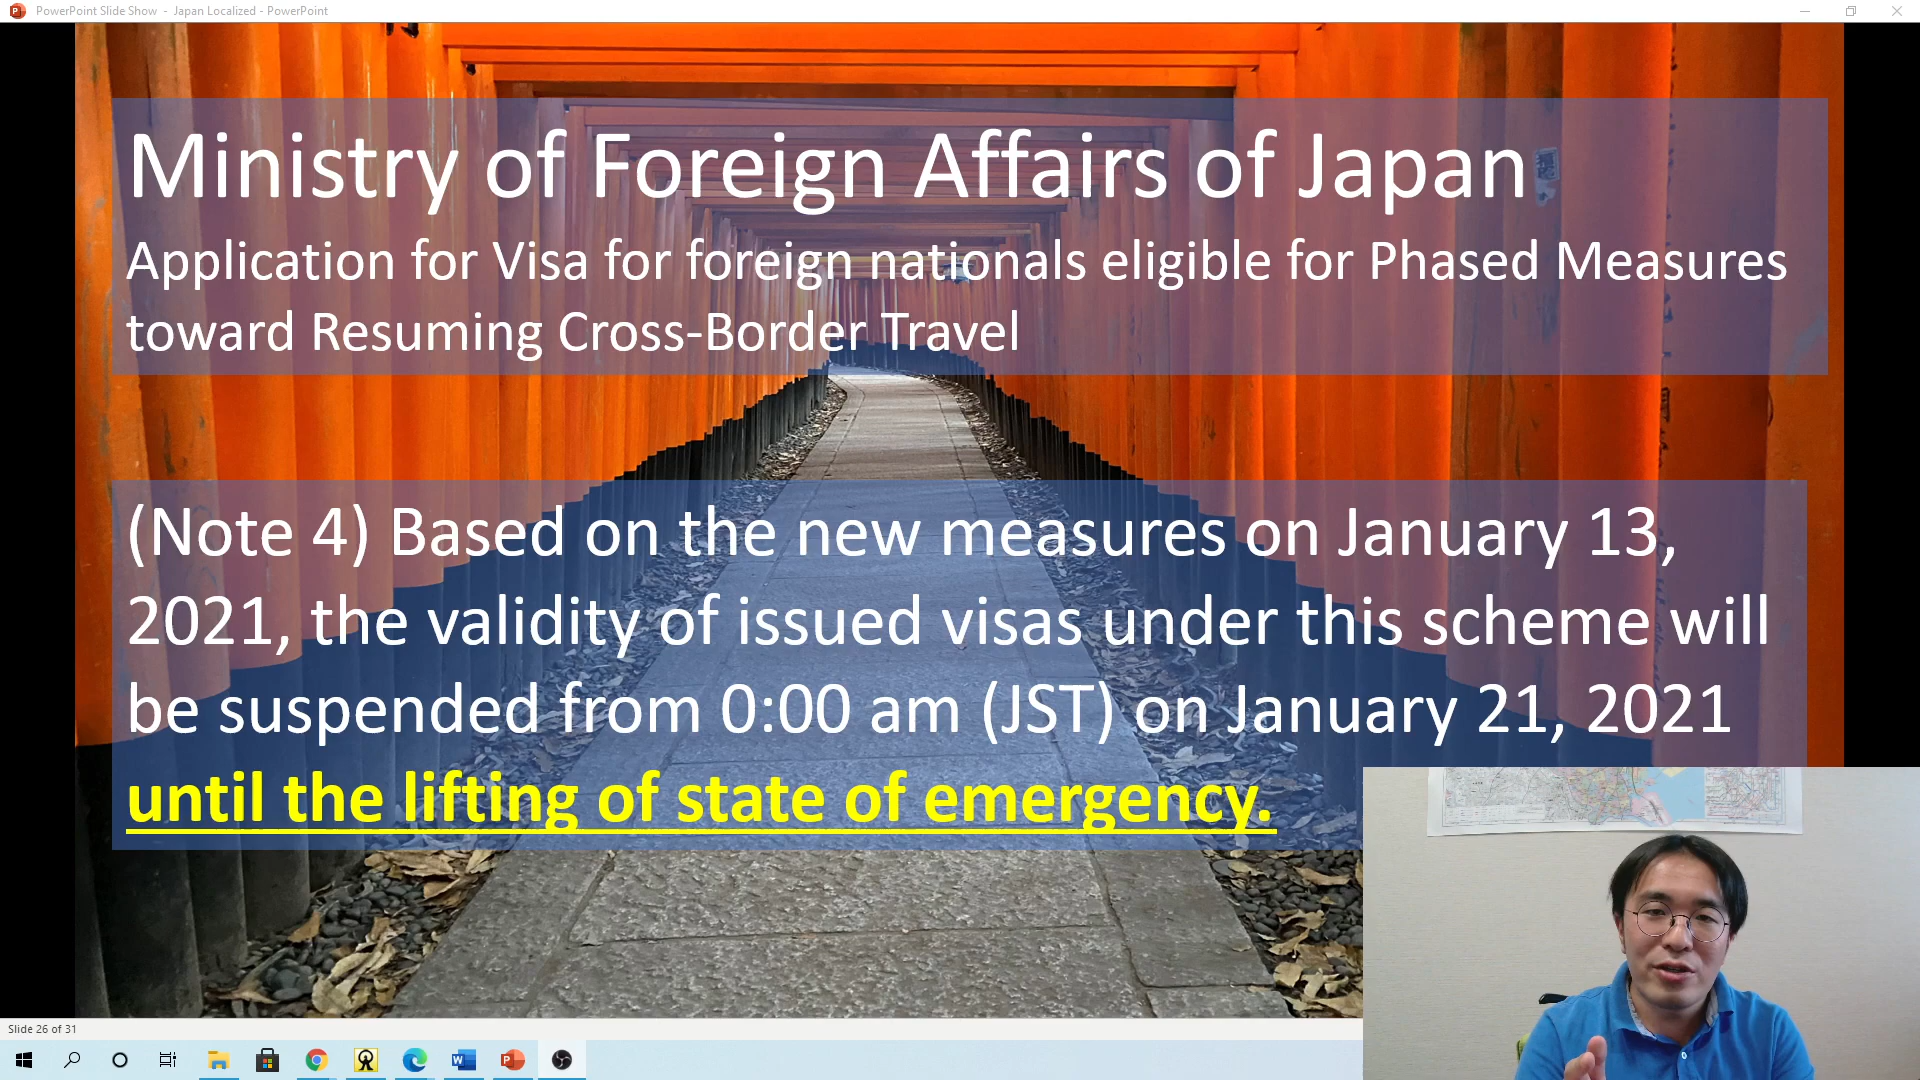 PowerPoint Slide Show - Japan Localized - PowerPoint
Ministry of Foreign Affairs of Japan
Application for Visa for foreign nationals eligible for Phased Measures
toward Resuming Cross-Border Travel
(Note 4) Based on the new measures on January 13,
2021, the validity of issued visas under this scheme will
be suspended from 0:00 am (JST) on January 21, 2021
until the lifting of state of emergency.
Slide 26 of 31